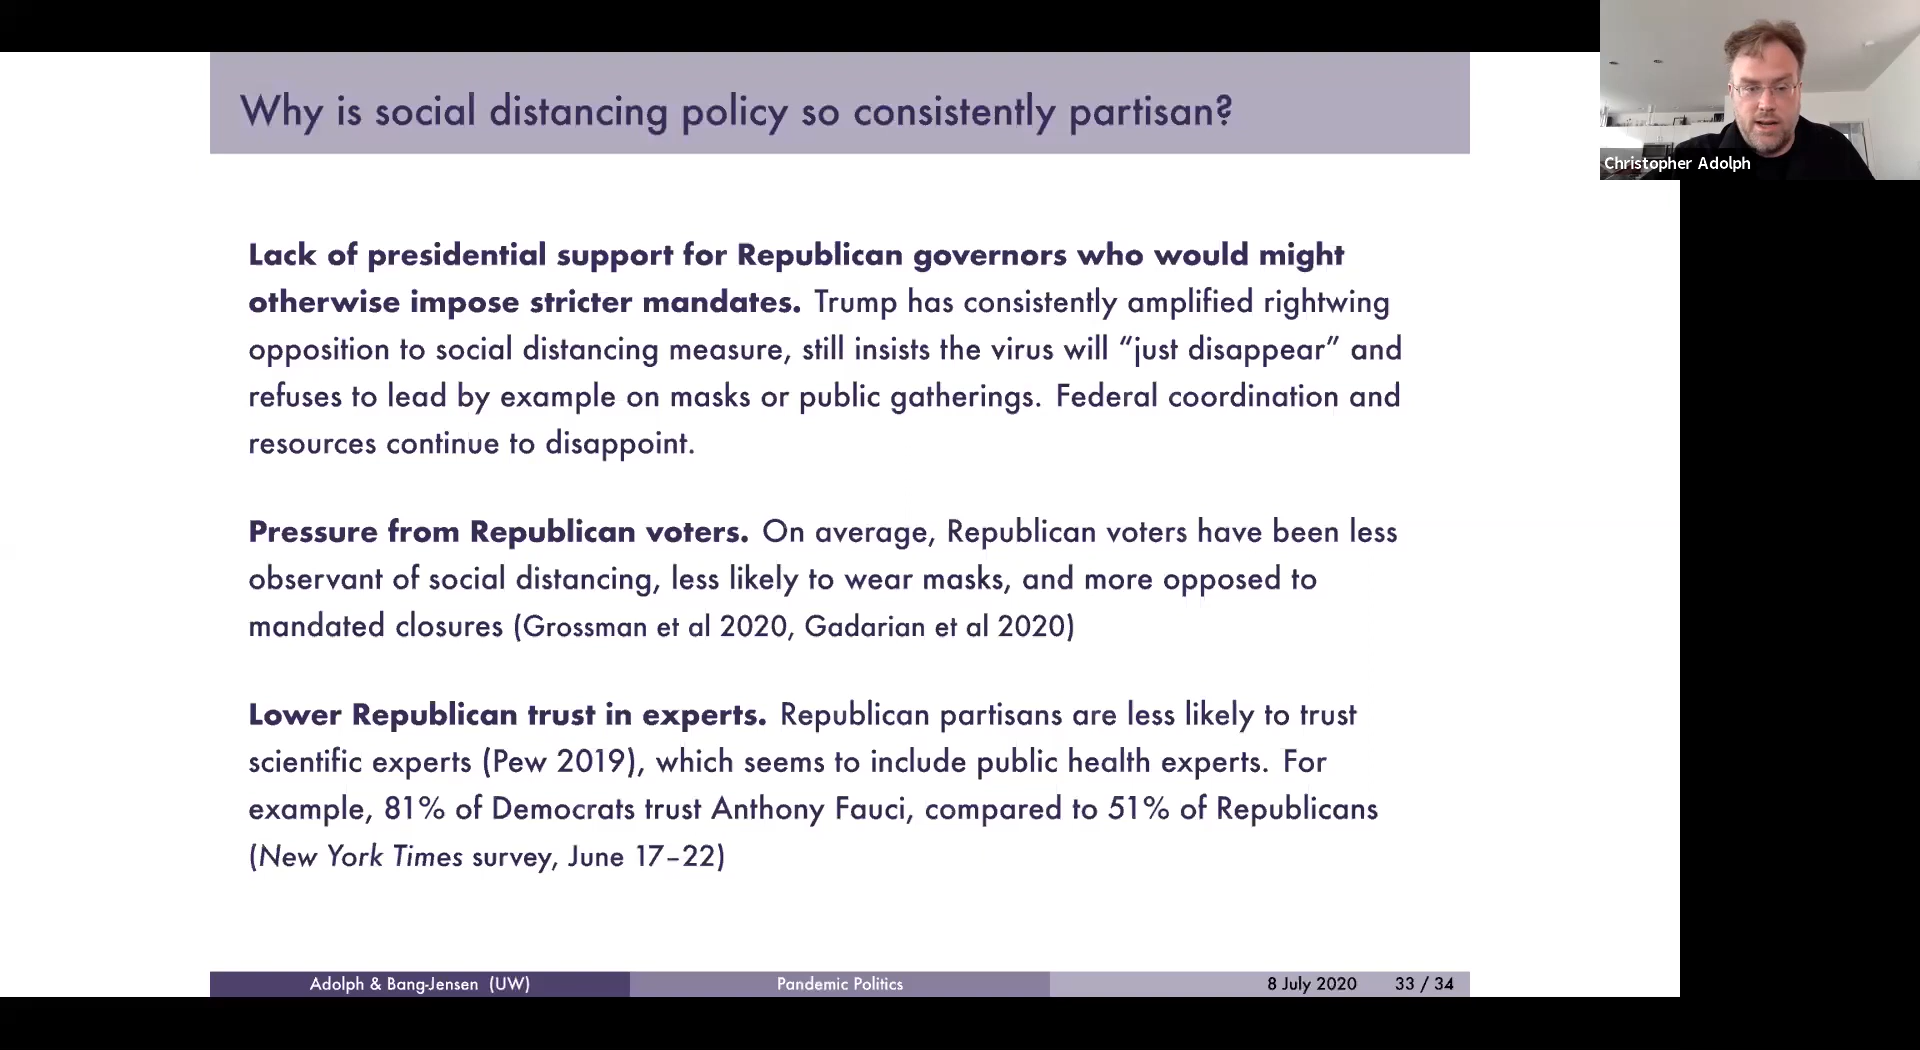 Why is social distancing policy so consistently partisan?
Christopher Adolph
Lack of presidential support for Republican governors who would might
otherwise impose stricter mandates. Trump has consistently amplified rightwing
opposition to social distancing measure, still insists the virus will “just disappear” and
refuses to lead by example on masks or public gatherings. Federal coordination and
resources continue to disappoint.
Pressure from Republican voters. On average, Republican voters have been less
observant of social distancing, less likely to wear masks, and more opposed to
mandated closures (Grossman et al 2020, Gadarian et al 2020)
Lower Republican trust in experts. Republican partisans are less likely to trust
scientific experts (Pew 2019), which seems to include public health experts. For
example, 81% of Democrats trust Anthony Fauci, compared to 51% of Republicans
(New York Times survey, June 17–22)
Adolph & Bang-Jensen (UW)
Pandemic Politics
8 July 2020
33 / 34